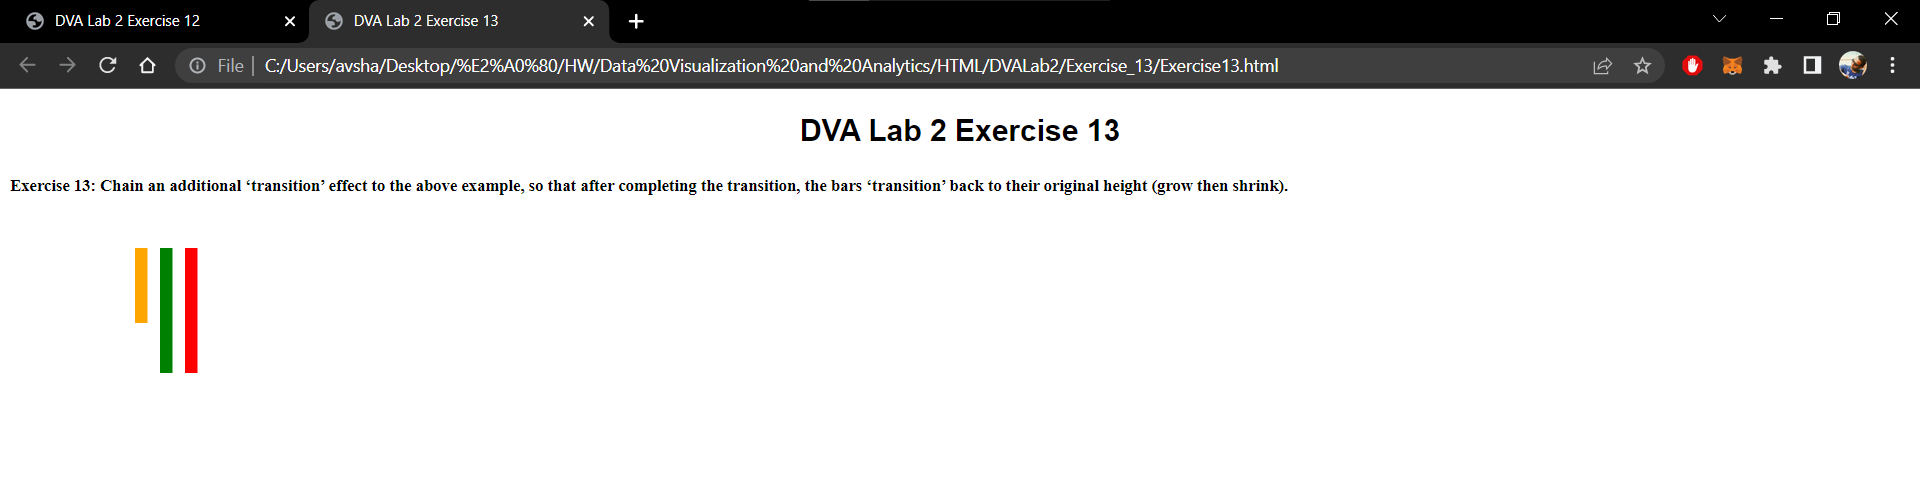 DVA Lab 2 Exercise 12
DVA Lab 2 Exercise 13
File | C:/Users/avsha/Desktop/%E2%A0%80/HW/Data%20Visualization%20and%20Analytics/HTML/DVALab2/Exercise_13/Exercise13.html
DVA Lab 2 Exercise 13
Exercise 13: Chain an additional ‘transition’ effect to the above example, so that after completing the transition, the bars ‘transition’ back to their original height (grow then shrink).